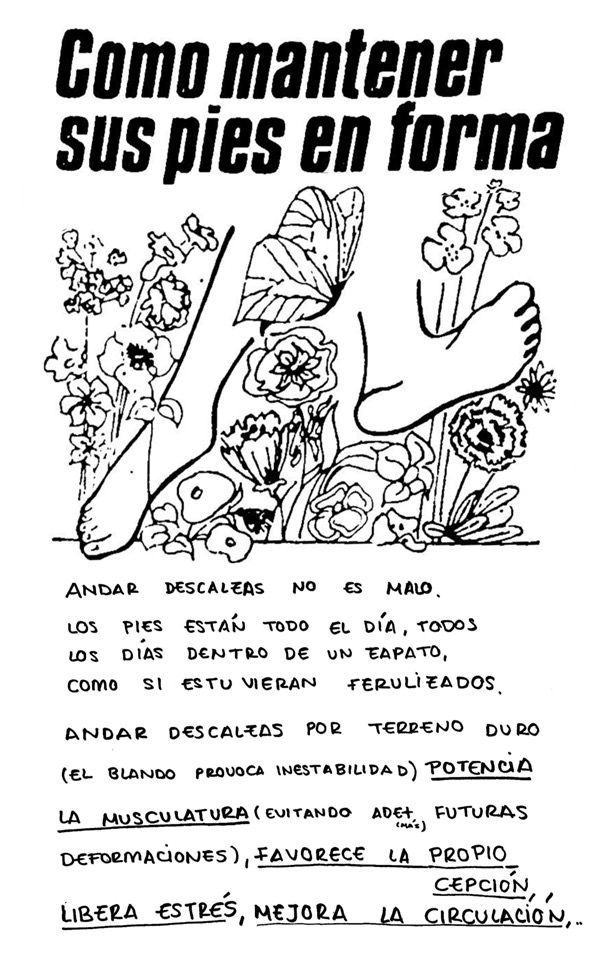 Como mantener
sus pies en forma
ANDAR DESCALZAS NO ES MALO.
LOS PIES ESTÁN TODO EL DÍA, TODOS
LOS DÍAS DENTRO DE UN ZAPATO,
COMO SI ESTUVIERAN FERULIZADOS.
ANDAR DESCALZAS POR TERRENO DURO
(EL BLANDO PROVOCA INESTABILIDAD) POTENCIA
LA MUSCULATURA (EVITANDO ADE+ FUTURAS
(MÁS)
DEFORMACIONES), FAVORECE LA PROPIO
CEPCIÓN,
LIBERA ESTRÉS, MEJORA LA CIRCULACIÓN,..